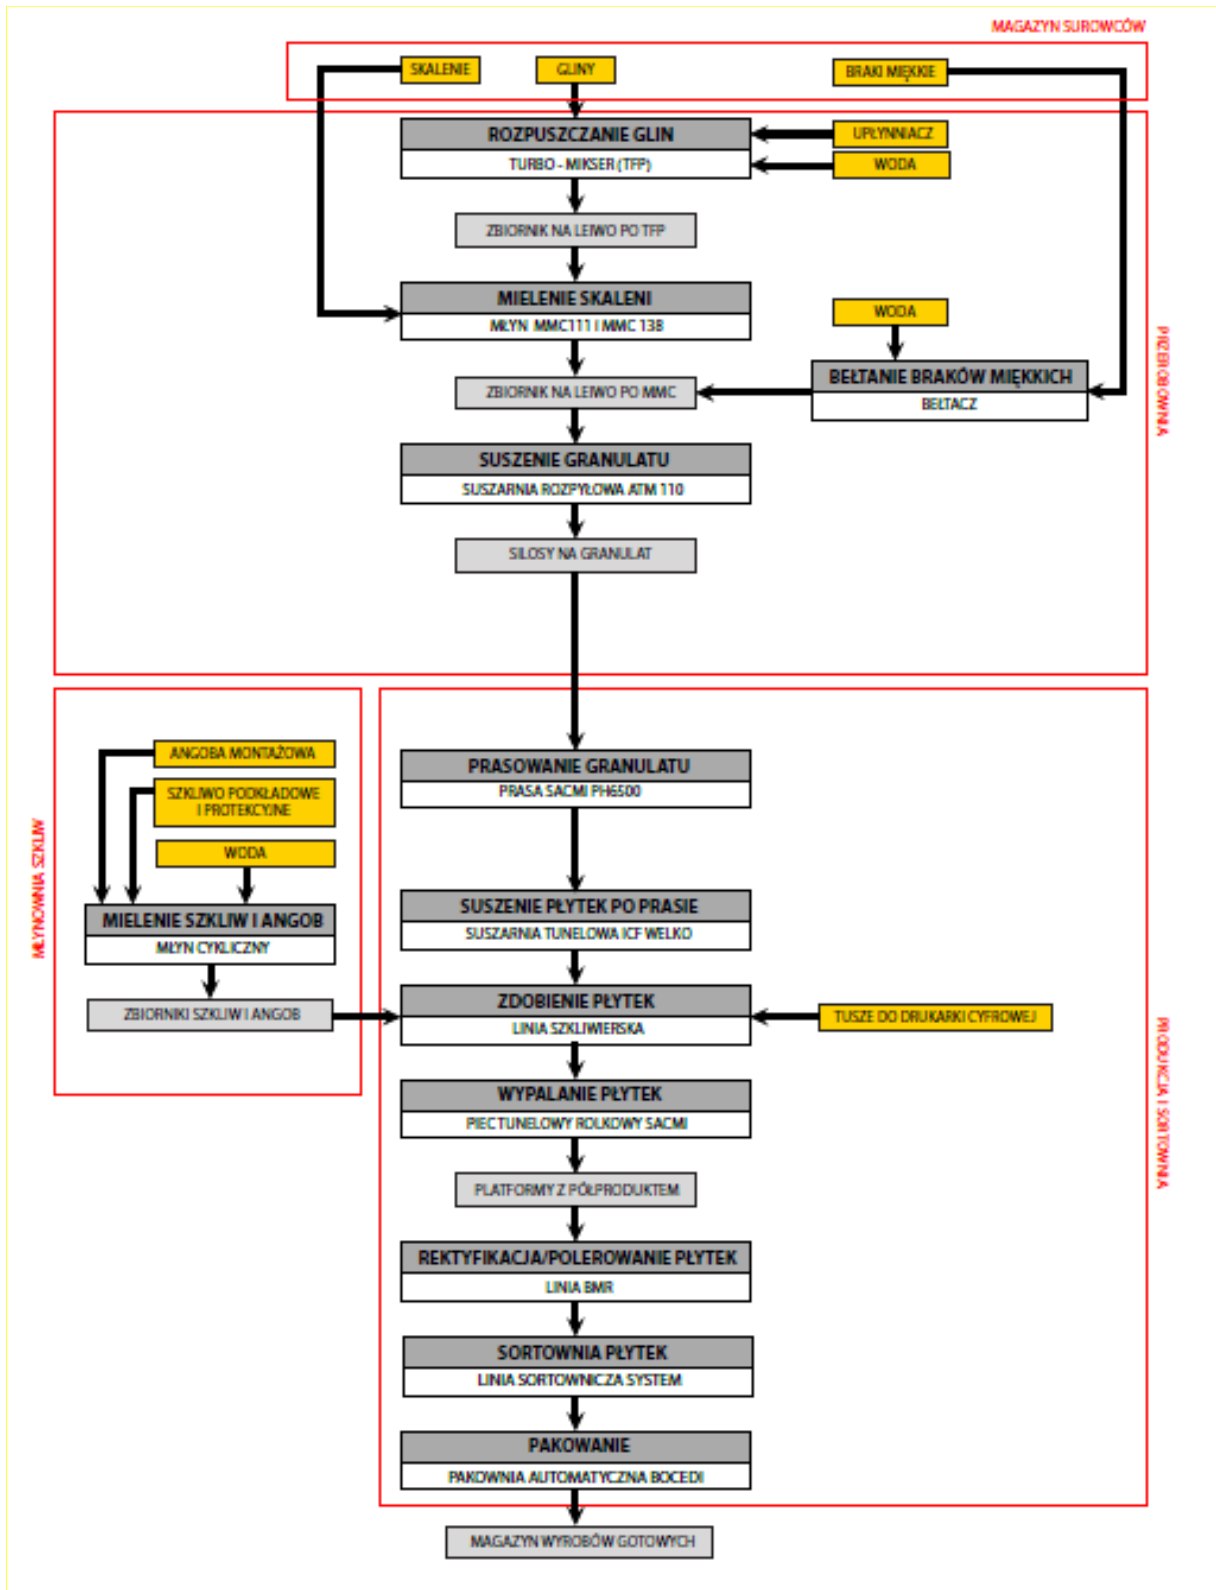 MAGAZYN SUROWCÓW
SKALENIE
GLINY
BRAKI MIĘKKIE
ROZPUSZCZANIE GLIN
TURBO - MIKSER (TFP)
UPŁYNNIACZ
WODA
ZBIORNIK NA LEIWO PO TFP
MIELENIE SKALENI
MŁYN MMC111 I MMC 138
WODA
BEŁTANIE BRAKÓW MIĘKKICH
BEŁTACZ
ZBIORNIK NA LEIWO PO MMC
SUSZENIE GRANULATU
SUSZARNIA ROZPYŁOWA ATM 110
SILOSY NA GRANULAT
PRZEROBOWNIA
ANGOBA MONTAŻOWA
SZKLIWO PODKŁADOWE
I PROTEKCYJNE
WODA
MIELENIE SZKLIW I ANGOB
MŁYN CYKLICZNY
ZBIORNIKI SZKLIW I ANGOB
MŁYNOWNIA SZKLIW
PRASOWANIE GRANULATU
PRASA SACMI PH6500
SUSZENIE PŁYTEK PO PRASIE
SUSZARNIA TUNELOWA ICF WELKO
ZDOBIENIE PŁYTEK
LINIA SZKLIWIERSKA
TUSZE DO DRUKARKI CYFROWEJ
WYPALANIE PŁYTEK
PIEC TUNELOWY ROLKOWY SACMI
PLATFORMY Z PÓŁPRODUKTEM
REKTYFIKACJA/POLEROWANIE PŁYTEK
LINIA BMR
SORTOWNIA PŁYTEK
LINIA SORTOWNICZA SYSTEM
PAKOWANIE
PAKOWNIA AUTOMATYCZNA BOCEDI
PRODUKCJA I SORTOWNIA
MAGAZYN WYROBÓW GOTOWYCH